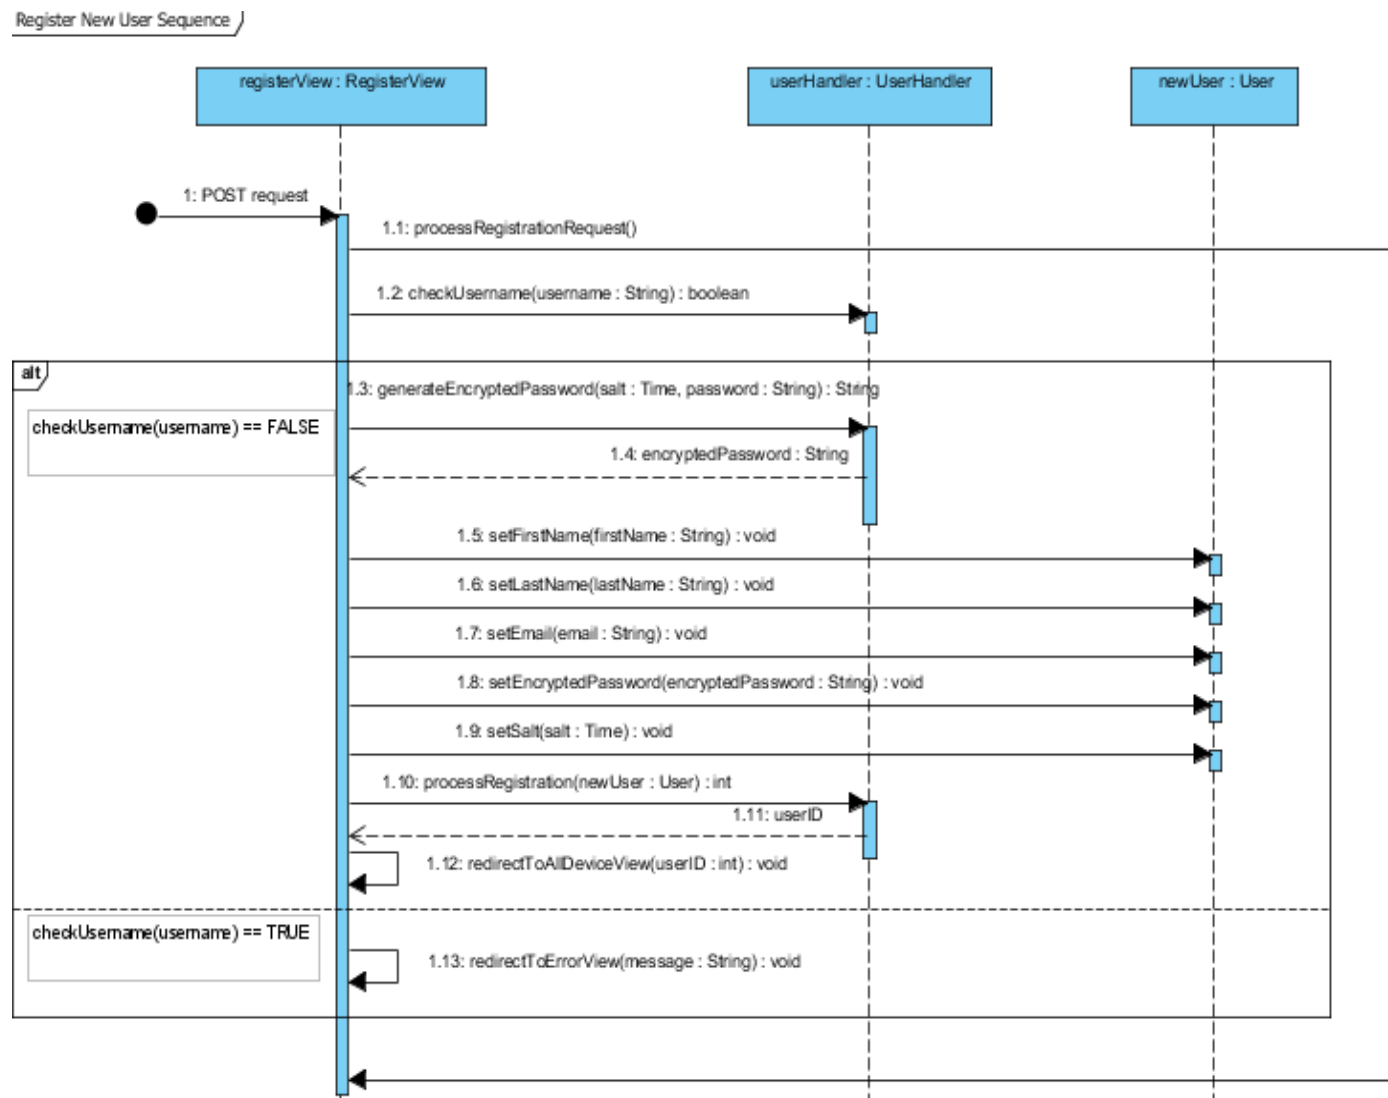 Register New User Sequence
registerView : RegisterView
userHandler : UserHandler
newUser : User
1: POST request
1.1: processRegistrationRequest()
1.2: checkUsername(username : String) : boolean
alt
1.3: generateEncryptedPassword(salt : Time, password : String) : String
checkUsername(username) == FALSE
1.4: encryptedPassword : String
1.5: setFirstName(firstName : String) : void
1.6: setLastName(lastName : String) : void
1.7: setEmail(email : String) : void
1.8: setEncryptedPassword(encryptedPassword : String) : void
1.9: setSalt(salt : Time) : void
1.10: processRegistration(newUser : User) : int
1.11: userID
1.12: redirectToAllDeviceView(userID : int) : void
checkUsername(username) == TRUE
1.13: redirectToErrorView(message : String) : void